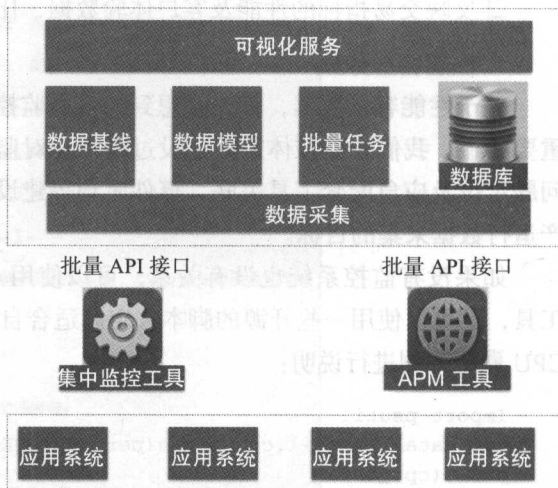 可视化服务
数据基线 数据模型 批量任务 数据库
数据采集
批量 API 接口 批量 API 接口
集中监控工具 APM 工具
应用系统 应用系统 应用系统 应用系统